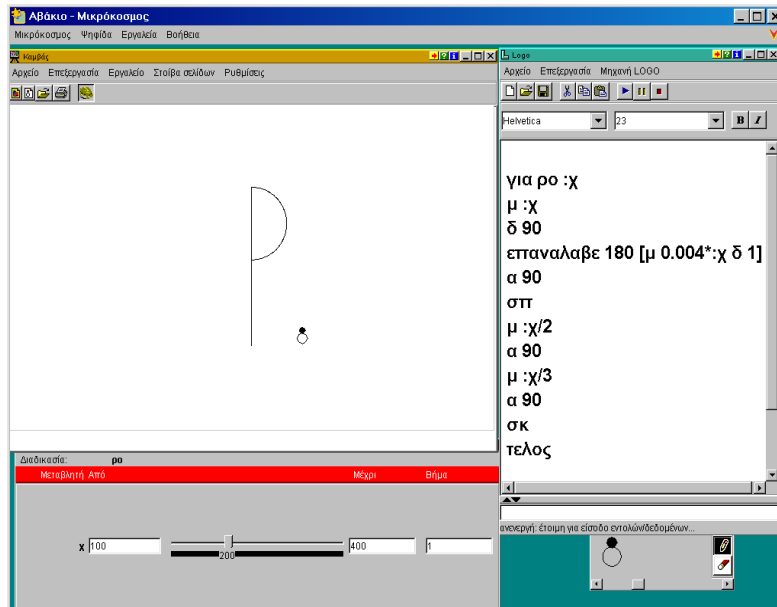 Αβάκιο - Μικρόκοσμος
Μικρόκοσμος Ψηφίδα Εργαλεία Βοήθεια
Καμβάς
Αρχείο Επεξεργασία Εργαλείο Στοίβα σελίδων Ρυθμίσεις
Logo
Αρχείο Επεξεργασία Μηχανή LOGO
Helvetica 23 B I
για ρο :χ
μ :χ
δ 90
επαναλαβε 180 [μ 0.004*:χ δ 1]
α 90
σπ
μ :χ/2
α 90
μ :χ/3
α 90
σκ
τελος
ανενεργή: έτοιμη για είσοδο εντολών/δεδομένων...
Διαδικασία: ρο
Μεταβλητή Από Μέχρι Βήμα
χ 100 200 400 1